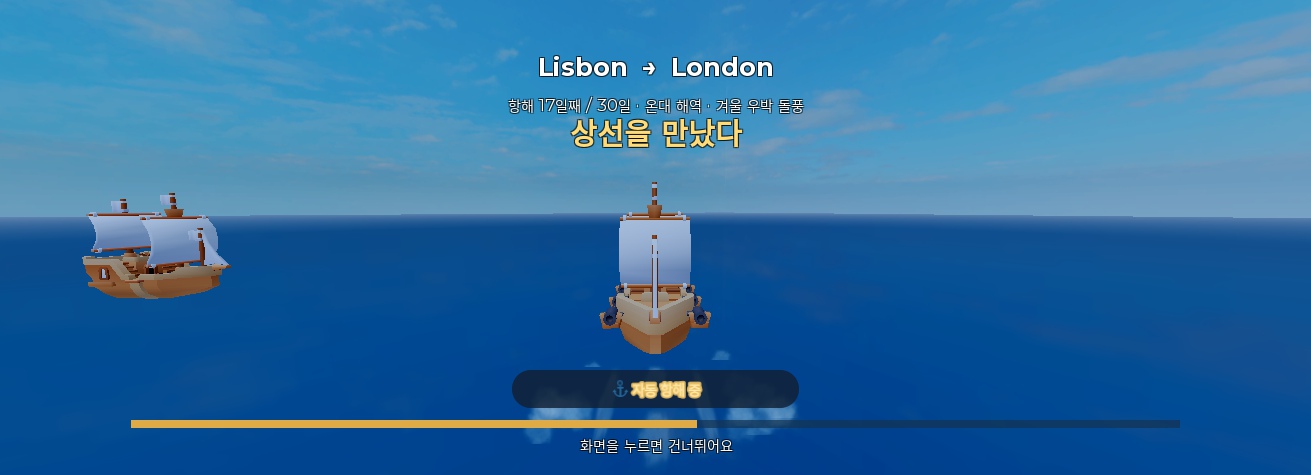 Lisbon → London
항해 17일째 / 30일 · 온대 해역 · 겨울 우박 돌풍
상선을 만났다
⚓ 자동 항해 중
화면을 누르면 건너뛰어요